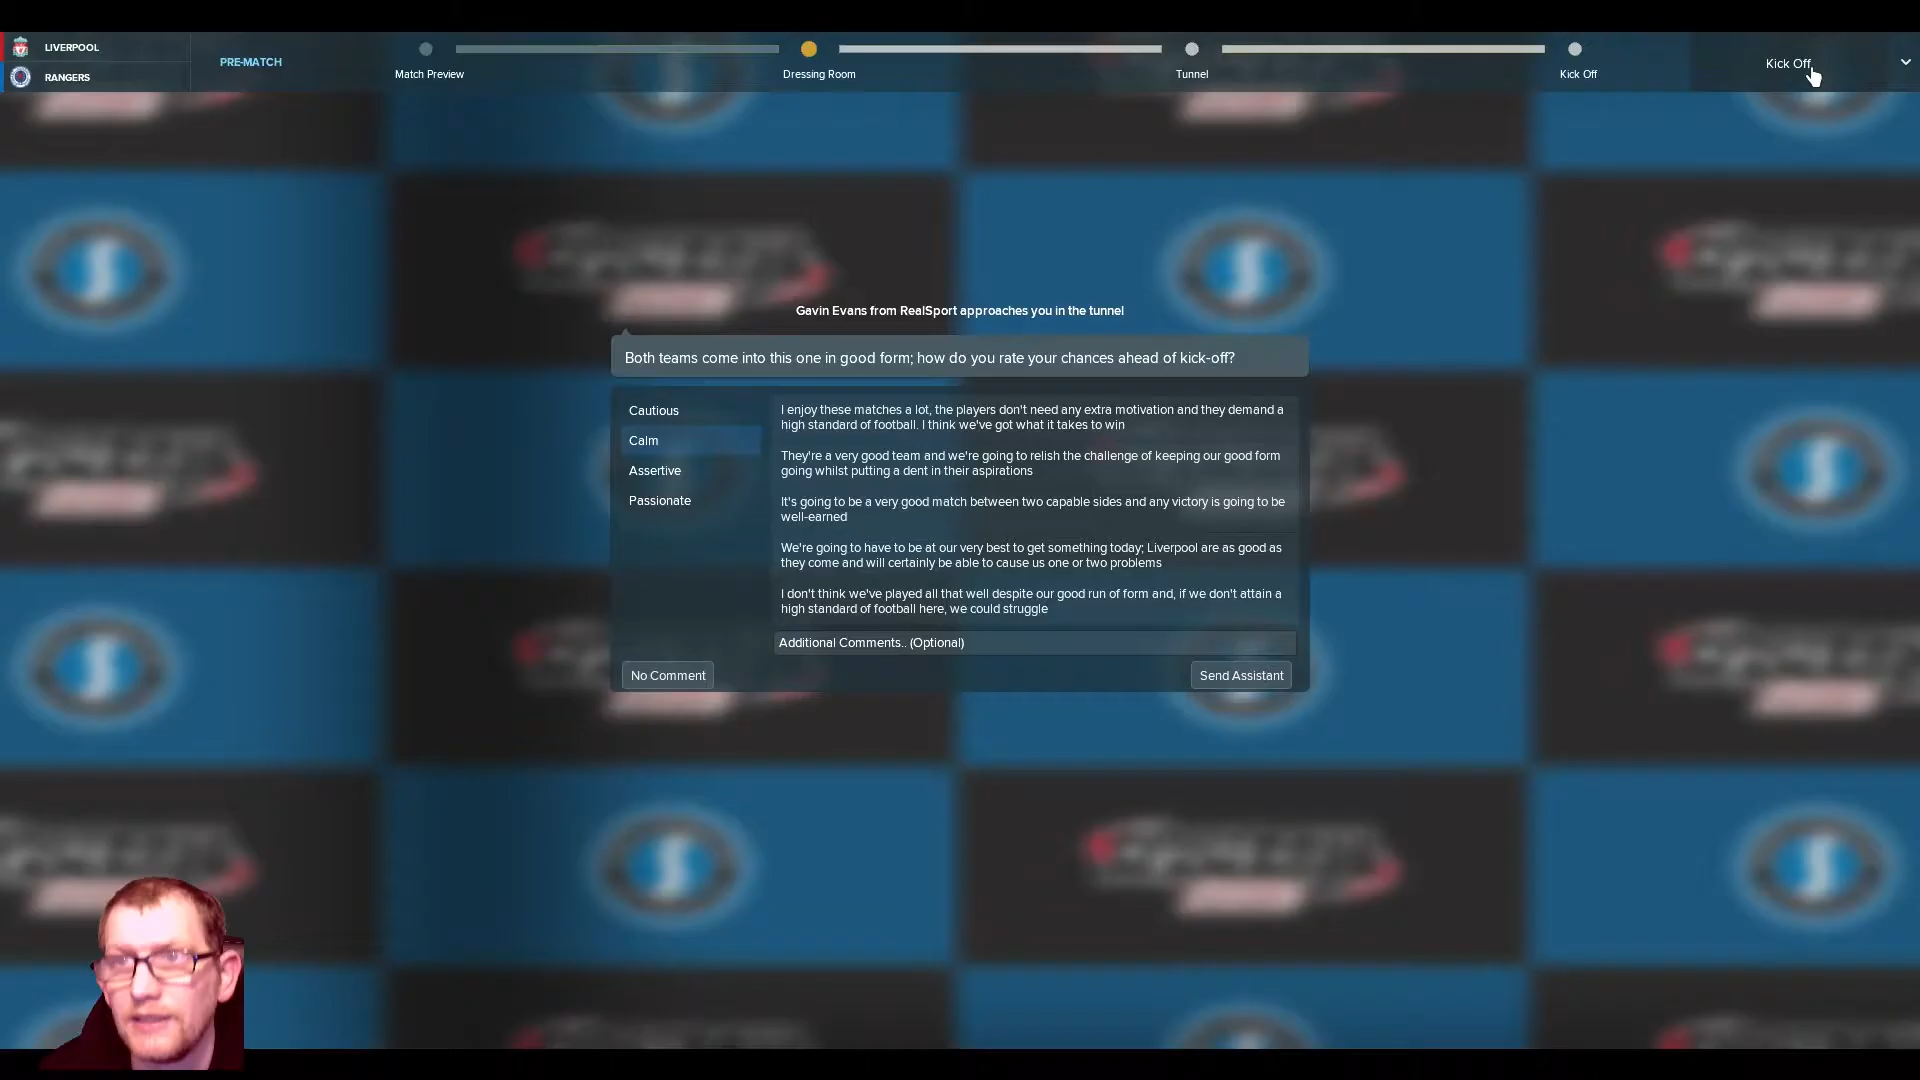 LIVERPOOL
RANGERS
PRE-MATCH
Match Preview
Dressing Room
Tunnel
Kick Off
Kick Off
Gavin Evans from RealSport approaches you in the tunnel
Both teams come into this one in good form; how do you rate your chances ahead of kick-off?
Cautious
Calm
Assertive
Passionate
I enjoy these matches a lot, the players don't need any extra motivation and they demand a
high standard of football. I think we've got what it takes to win
They're a very good team and we're going to relish the challenge of keeping our good form
going whilst putting a dent in their aspirations
It's going to be a very good match between two capable sides and any victory is going to be
well-earned
We're going to have to be at our very best to get something today; Liverpool are as good as
they come and will certainly be able to cause us one or two problems
I don't think we've played all that well despite our good run of form and, if we don't attain a
high standard of football here, we could struggle
Additional Comments.. (Optional)
No Comment
Send Assistant